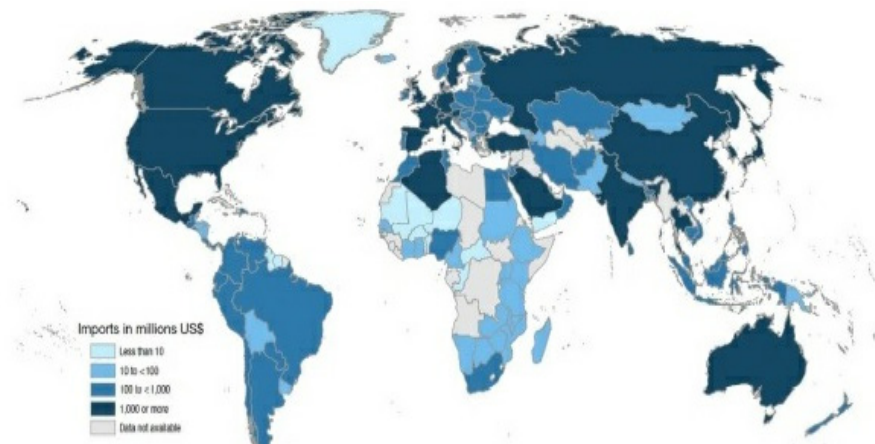 Imports in millions US$
Less than 10
10 to <100
100 to <1,000
1,000 or more
Data not available